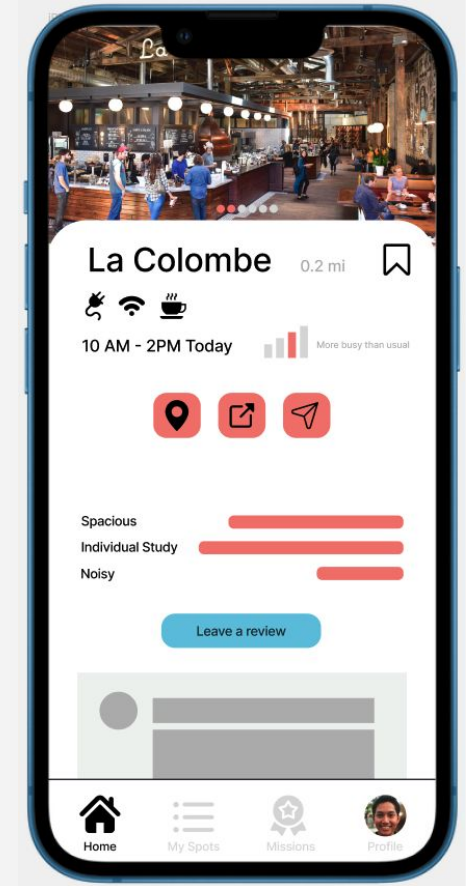 La
La Colombe
0.2 mi
10 AM - 2PM Today
More busy than usual
Spacious
Individual Study
Noisy
Leave a review
Home
My Spots
Missions
Profile